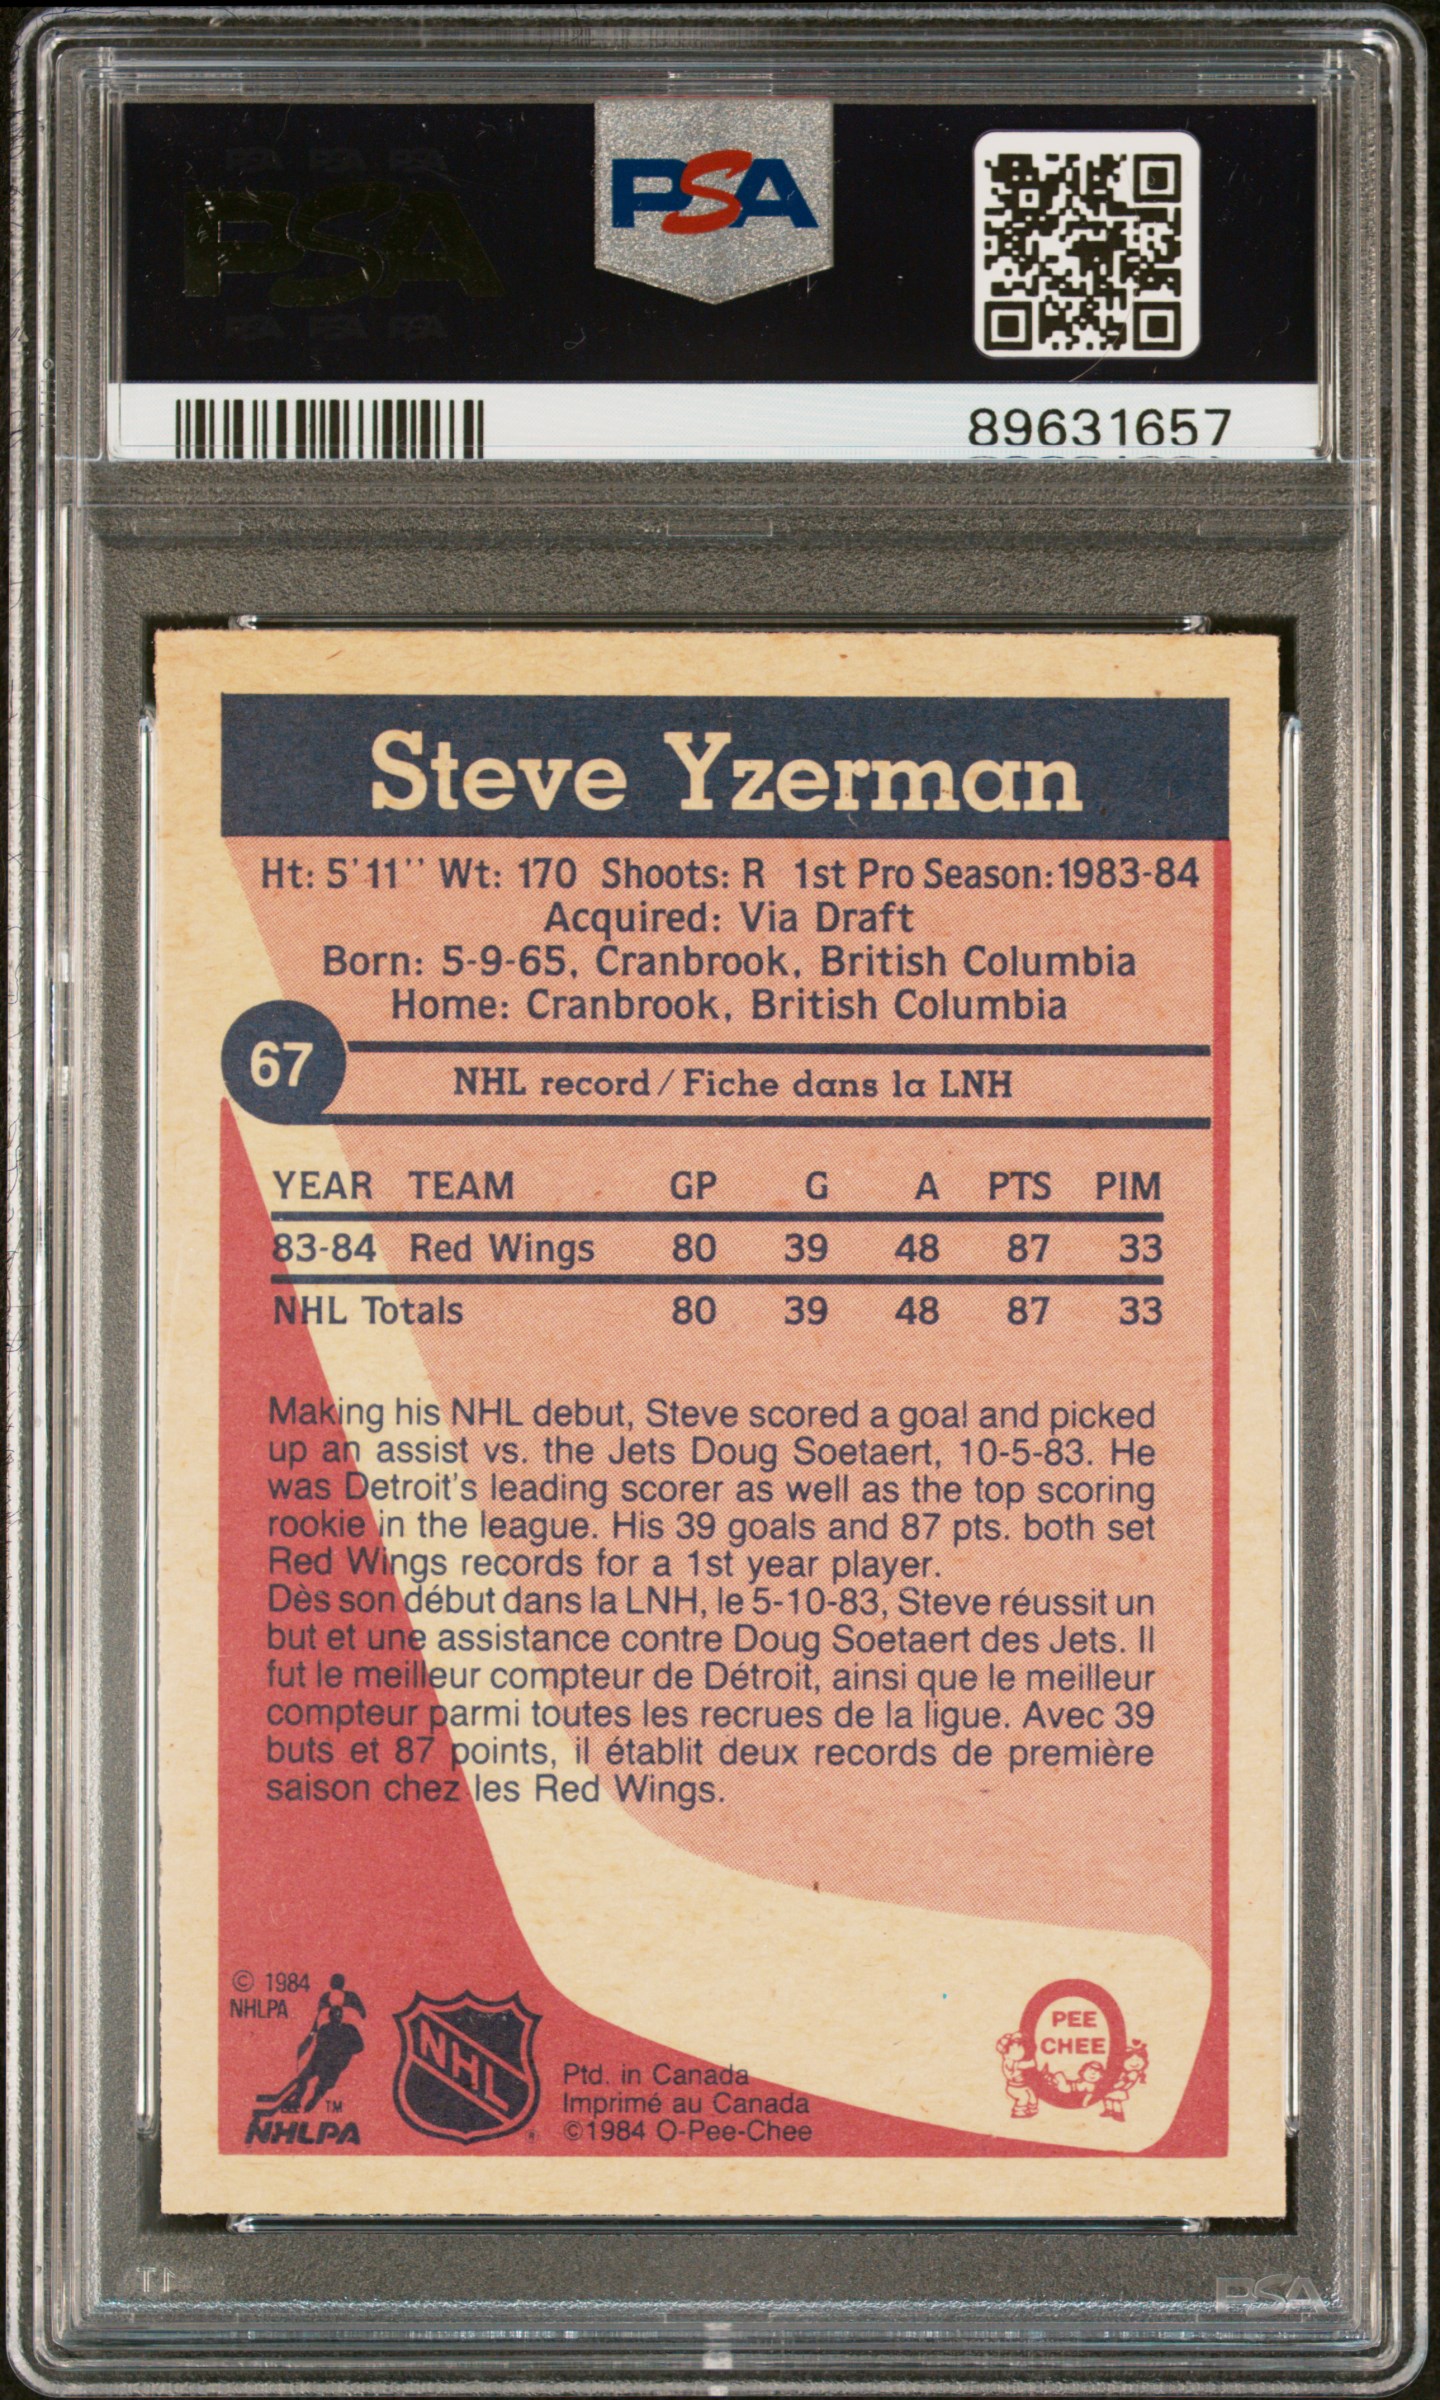 PSA PSA PSA
PSA
PSA PSA PSA
PSA
89631657
Steve Yzerman
Ht: 5'11'' Wt: 170 Shoots: R 1st Pro Season: 1983-84
Acquired: Via Draft
Born: 5-9-65, Cranbrook, British Columbia
Home: Cranbrook, British Columbia
67
NHL record / Fiche dans la LNH
YEAR TEAM GP G A PTS PIM
83-84 Red Wings 80 39 48 87 33
NHL Totals 80 39 48 87 33
Making his NHL debut, Steve scored a goal and picked
up an assist vs. the Jets Doug Soetaert, 10-5-83. He
was Detroit's leading scorer as well as the top scoring
rookie in the league. His 39 goals and 87 pts. both set
Red Wings records for a 1st year player.
Dès son début dans la LNH, le 5-10-83, Steve réussit un
but et une assistance contre Doug Soetaert des Jets. Il
fut le meilleur compteur de Détroit, ainsi que le meilleur
compteur parmi toutes les recrues de la ligue. Avec 39
buts et 87 points, il établit deux records de première
saison chez les Red Wings.
© 1984
NHLPA
TM
NHLPA
NHL
Ptd. in Canada
Imprimé au Canada
©1984 O-Pee-Chee
PEE
CHEE
PSA